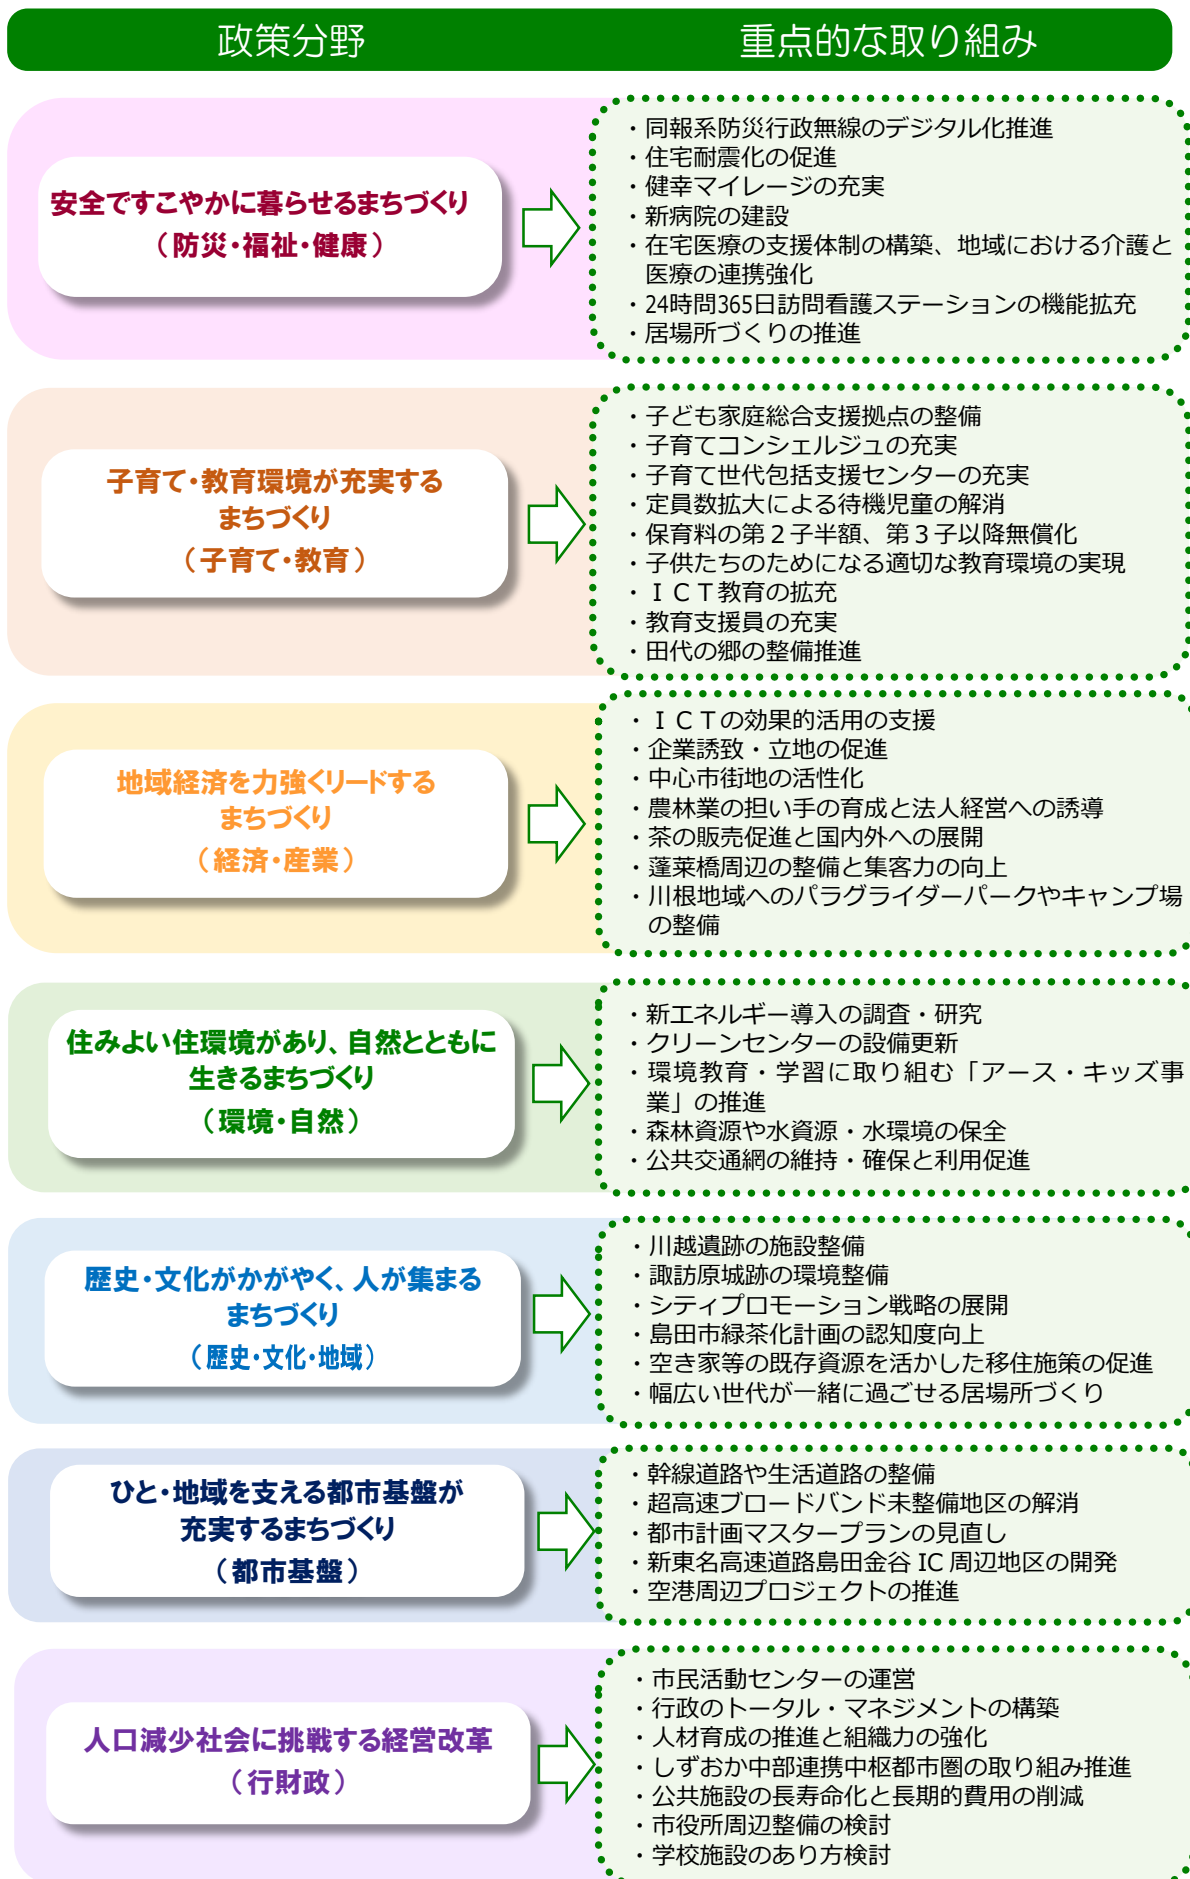 政策分野
重点的な取り組み
安全ですこやかに暮らせるまちづくり
（防災・福祉・健康）
・同報系防災行政無線のデジタル化推進
・住宅耐震化の促進
・健幸マイレージの充実
・新病院の建設
・在宅医療の支援体制の構築、地域における介護と
医療の連携強化
・24時間365日訪問看護ステーションの機能拡充
・居場所づくりの推進
子育て・教育環境が充実する
まちづくり
（子育て・教育）
・子ども家庭総合支援拠点の整備
・子育てコンシェルジュの充実
・子育て世代包括支援センターの充実
・定員数拡大による待機児童の解消
・保育料の第２子半額、第３子以降無償化
・子供たちのためになる適切な教育環境の実現
・ＩＣＴ教育の拡充
・教育支援員の充実
・田代の郷の整備推進
地域経済を力強くリードする
まちづくり
（経済・産業）
・ＩＣＴの効果的活用の支援
・企業誘致・立地の促進
・中心市街地の活性化
・農林業の担い手の育成と法人経営への誘導
・茶の販売促進と国内外への展開
・蓬莱橋周辺の整備と集客力の向上
・川根地域へのパラグライダーパークやキャンプ場
の整備
住みよい住環境があり、自然とともに
生きるまちづくり
（環境・自然）
・新エネルギー導入の調査・研究
・クリーンセンターの設備更新
・環境教育・学習に取り組む「アース・キッズ事
業」の推進
・森林資源や水資源・水環境の保全
・公共交通網の維持・確保と利用促進
歴史・文化がかがやく、人が集まる
まちづくり
（歴史・文化・地域）
・川越遺跡の施設整備
・諏訪原城跡の環境整備
・シティプロモーション戦略の展開
・島田市緑茶化計画の認知度向上
・空き家等の既存資源を活かした移住施策の促進
・幅広い世代が一緒に過ごせる居場所づくり
ひと・地域を支える都市基盤が
充実するまちづくり
（都市基盤）
・幹線道路や生活道路の整備
・超高速ブロードバンド未整備地区の解消
・都市計画マスタープランの見直し
・新東名高速道路島田金谷 IC 周辺地区の開発
・空港周辺プロジェクトの推進
人口減少社会に挑戦する経営改革
（行財政）
・市民活動センターの運営
・行政のトータル・マネジメントの構築
・人材育成の推進と組織力の強化
・しずおか中部連携中枢都市圏の取り組み推進
・公共施設の長寿命化と長期的費用の削減
・市役所周辺整備の検討
・学校施設のあり方検討